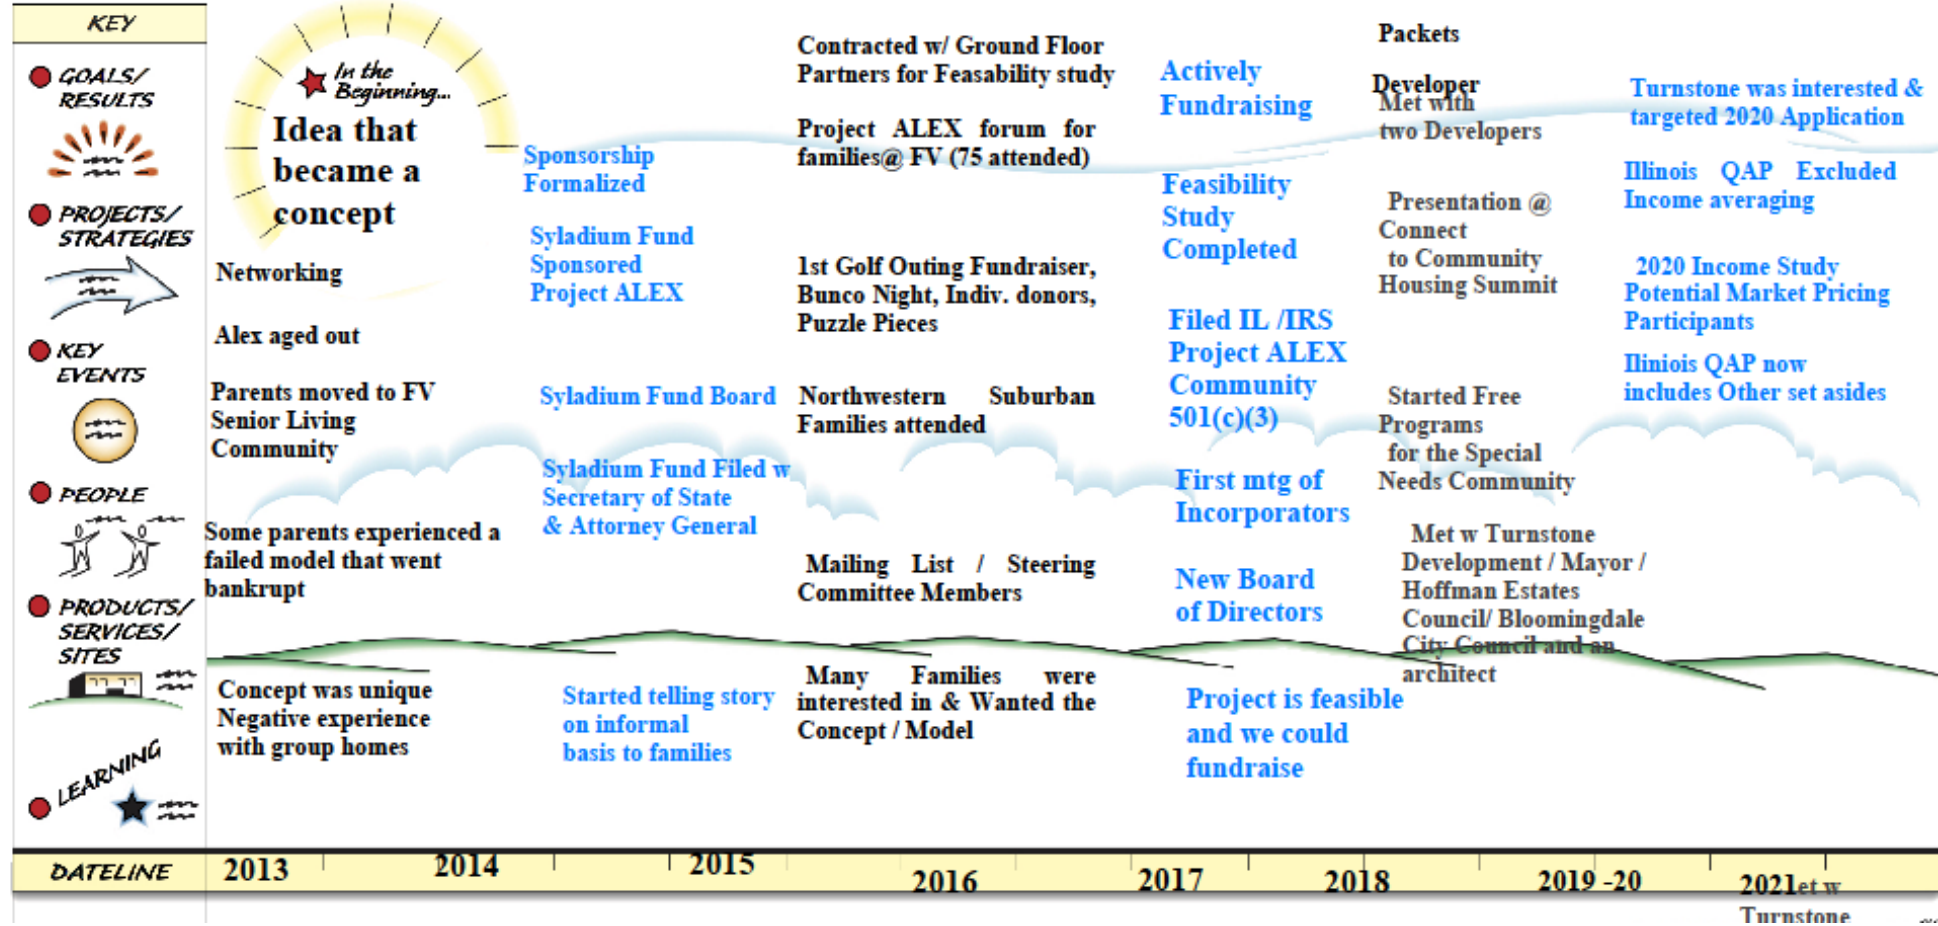 KEY
GOALS/
RESULTS
PROJECTS/
STRATEGIES
KEY
EVENTS
PEOPLE
PRODUCTS/
SERVICES/
SITES
LEARNING
In the
Beginning...
Idea that
became a
concept
Networking
Alex aged out
Parents moved to FV
Senior Living
Community
Some parents experienced a
failed model that went
bankrupt
Concept was unique
Negative experience
with group homes
Sponsorship
Formalized
Syladium Fund
Sponsored
Project ALEX
Syladium Fund Board
Syladium Fund Filed w
Secretary of State
& Attorney General
Started telling story
on informal
basis to families
Contracted w/ Ground Floor
Partners for Feasability study
Project ALEX forum for
families@ FV (75 attended)
1st Golf Outing Fundraiser,
Bunco Night, Indiv. donors,
Puzzle Pieces
Northwestern Suburban
Families attended
Mailing List / Steering
Committee Members
Many Families were
interested in & Wanted the
Concept / Model
Actively
Fundraising
Feasibility
Study
Completed
Filed IL /IRS
Project ALEX
Community
501(c)(3)
First mtg of
Incorporators
New Board
of Directors
Project is feasible
and we could
fundraise
Packets
Developer
Met with
two Developers
Presentation @
Connect
to Community
Housing Summit
Started Free
Programs
for the Special
Needs Community
Met w Turnstone
Development / Mayor /
Hoffman Estates
Council/ Bloomingdale
City Council and an
architect
Turnstone was interested &
targeted 2020 Application
Illinois QAP Excluded
Income averaging
2020 Income Study
Potential Market Pricing
Participants
Iliniois QAP now
includes Other set asides
DATELINE
2013
2014
2015
2016
2017
2018
2019 -20
2021et w
Turnstone